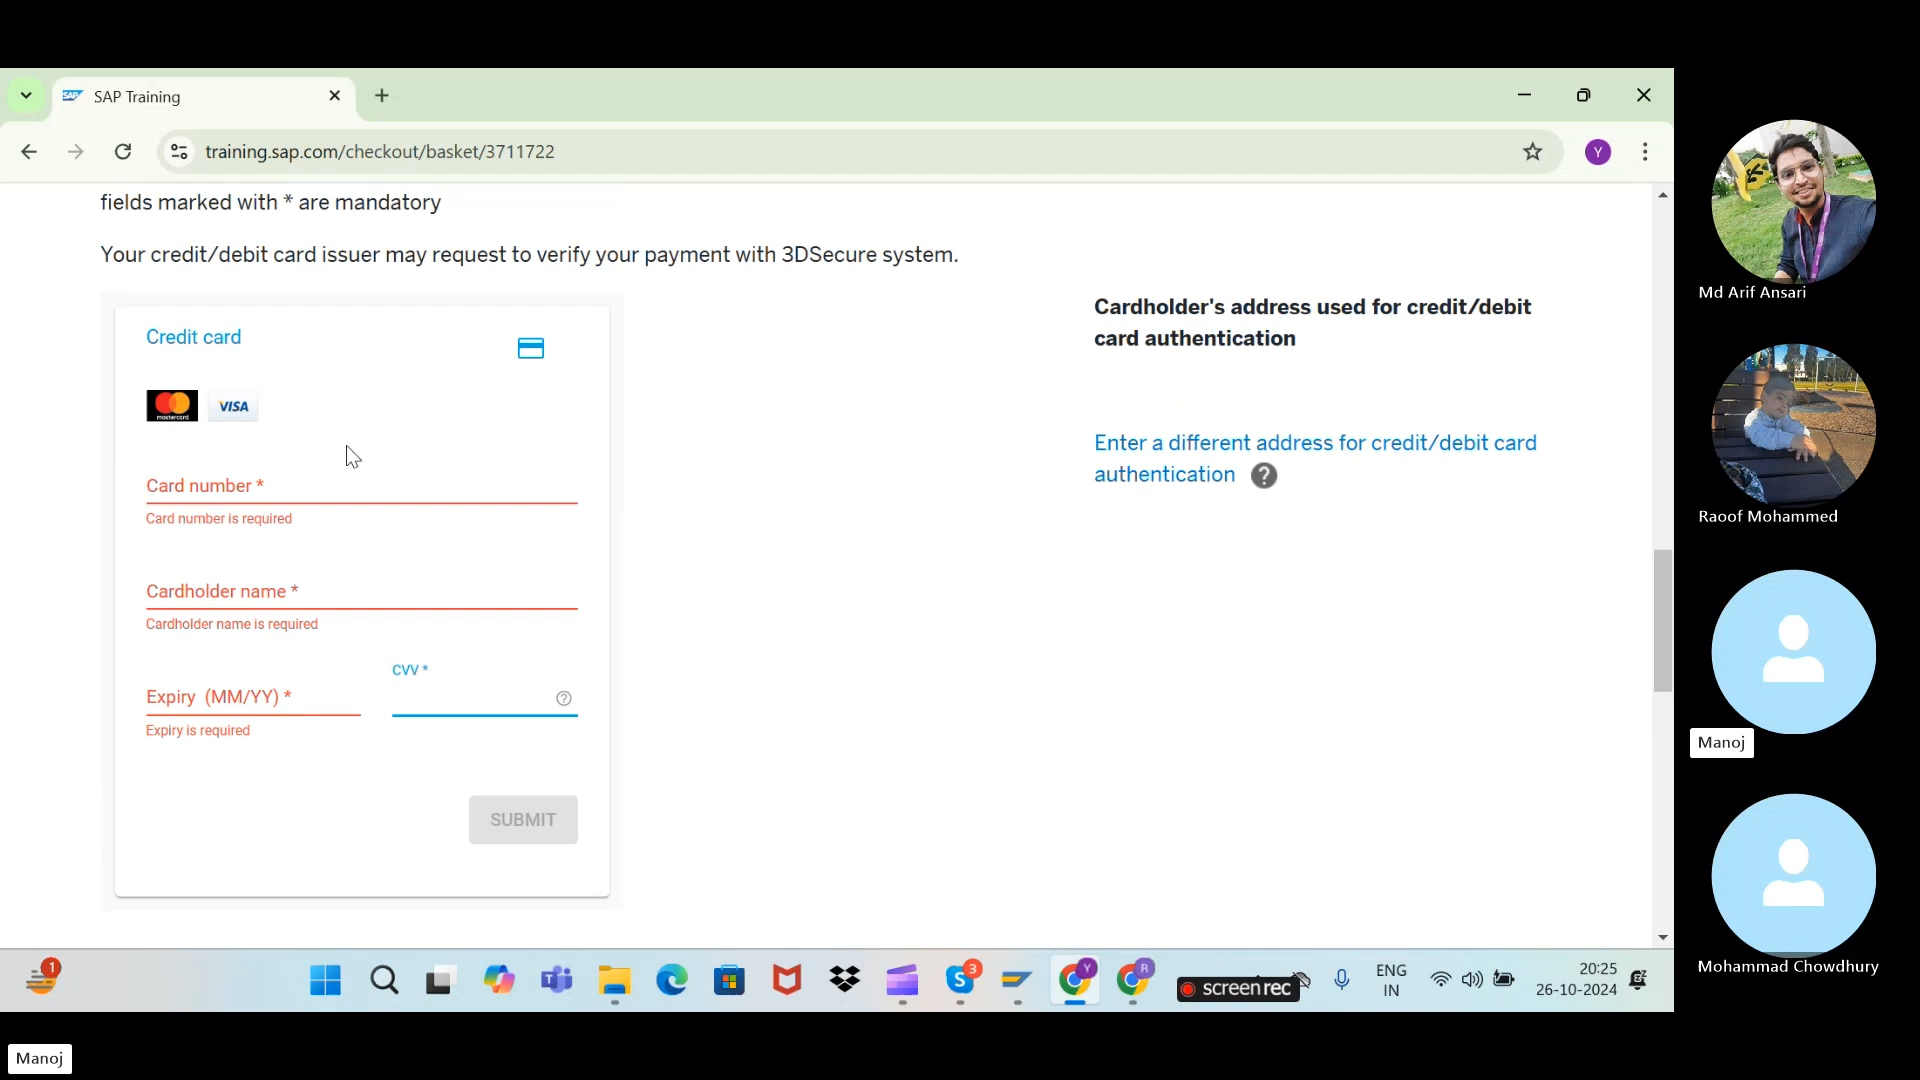 SAP Training
training.sap.com/checkout/basket/3711722
Y
fields marked with * are mandatory
Your credit/debit card issuer may request to verify your payment with 3DSecure system.
Credit card
mastercard
VISA
Card number *
Card number is required
Cardholder name *
Cardholder name is required
CVV *
Expiry (MM/YY) *
Expiry is required
SUBMIT
Cardholder's address used for credit/debit
card authentication
Enter a different address for credit/debit card
authentication
Md Arif Ansari
Raoof Mohammed
Manoj
Mohammad Chowdhury
1
3
Y
R
screenrec
ENG
IN
20:25
26-10-2024
Manoj